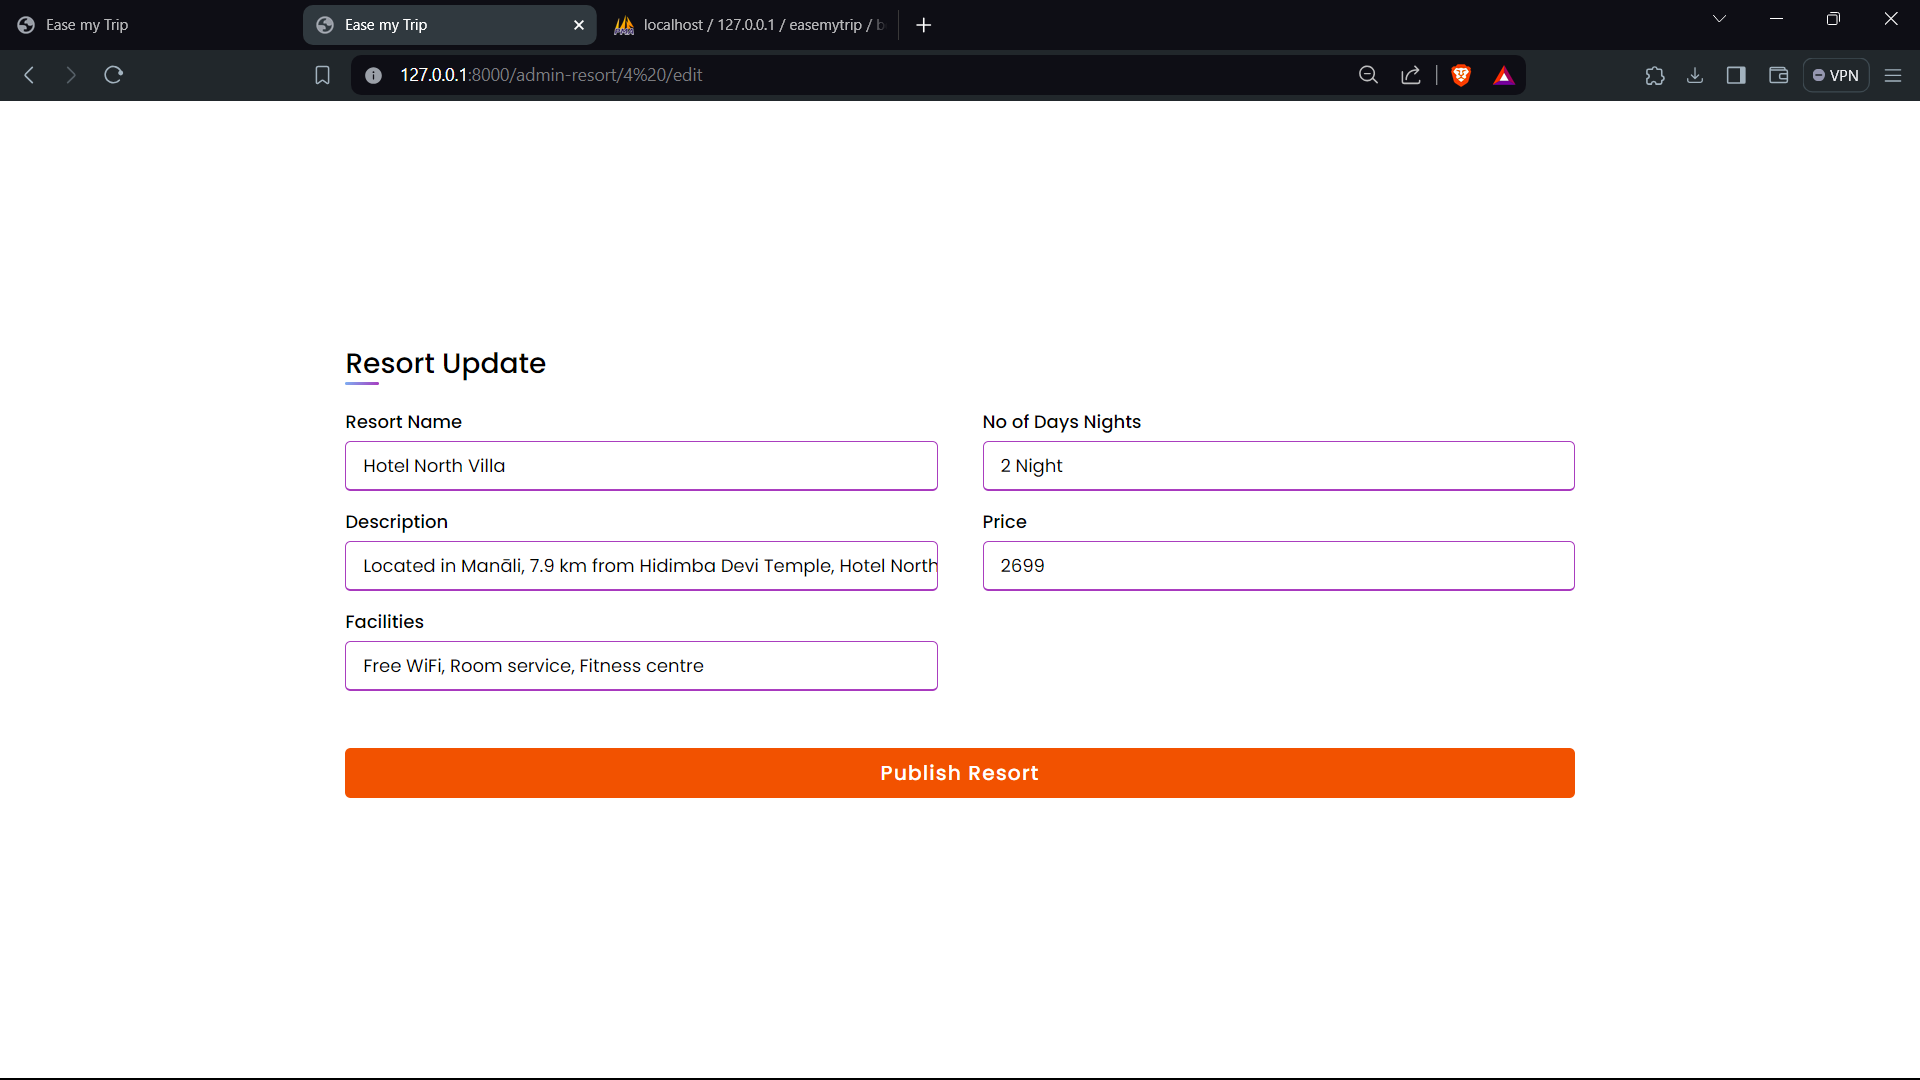 Ease my Trip
Ease my Trip
localhost / 127.0.0.1 / easemytrip /
127.0.0.1:8000/admin-resort/4%20/edit
VPN
Resort Update
Resort Name
No of Days Nights
Hotel North Villa
2 Night
Description
Price
Located in Manāli, 7.9 km from Hidimba Devi Temple, Hotel North
2699
Facilities
Free WiFi, Room service, Fitness centre
Publish Resort